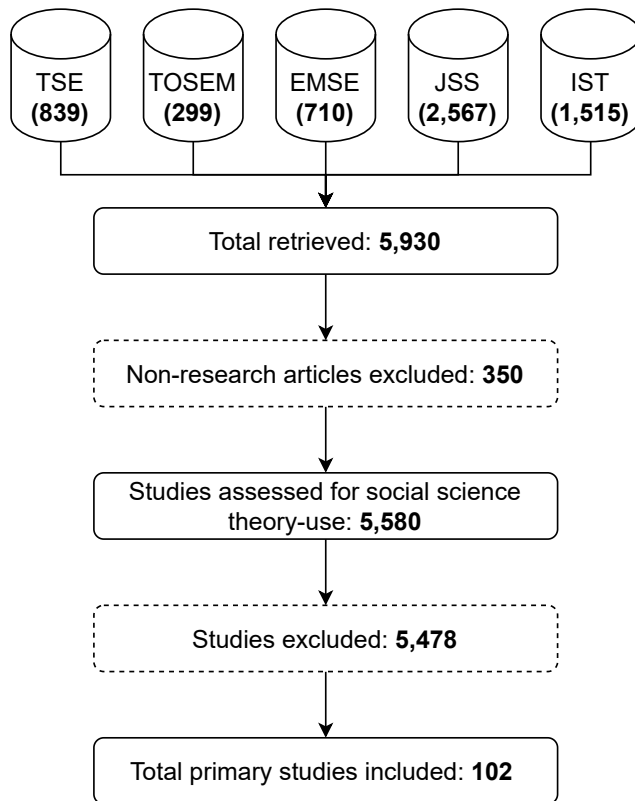 TSE
(839)
TOSEM
(299)
EMSE
(710)
JSS
(2,567)
IST
(1,515)
Total retrieved: 5,930
Non-research articles excluded: 350
Studies assessed for social science
theory-use: 5,580
Studies excluded: 5,478
Total primary studies included: 102